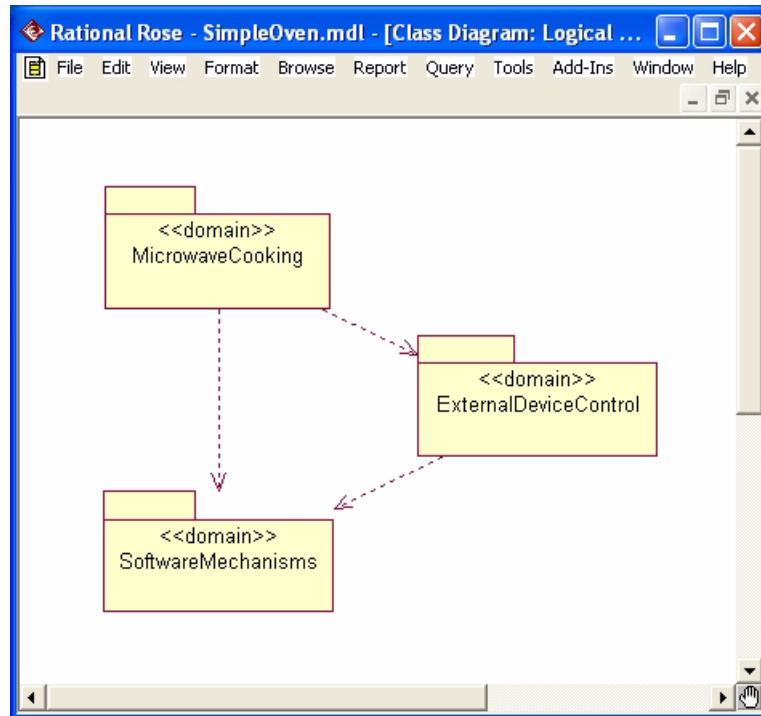 Rational Rose - SimpleOven.mdl - [Class Diagram: Logical ...
File Edit View Format Browse Report Query Tools Add-Ins Window Help
<<domain>>
MicrowaveCooking
<<domain>>
ExternalDeviceControl
<<domain>>
SoftwareMechanisms